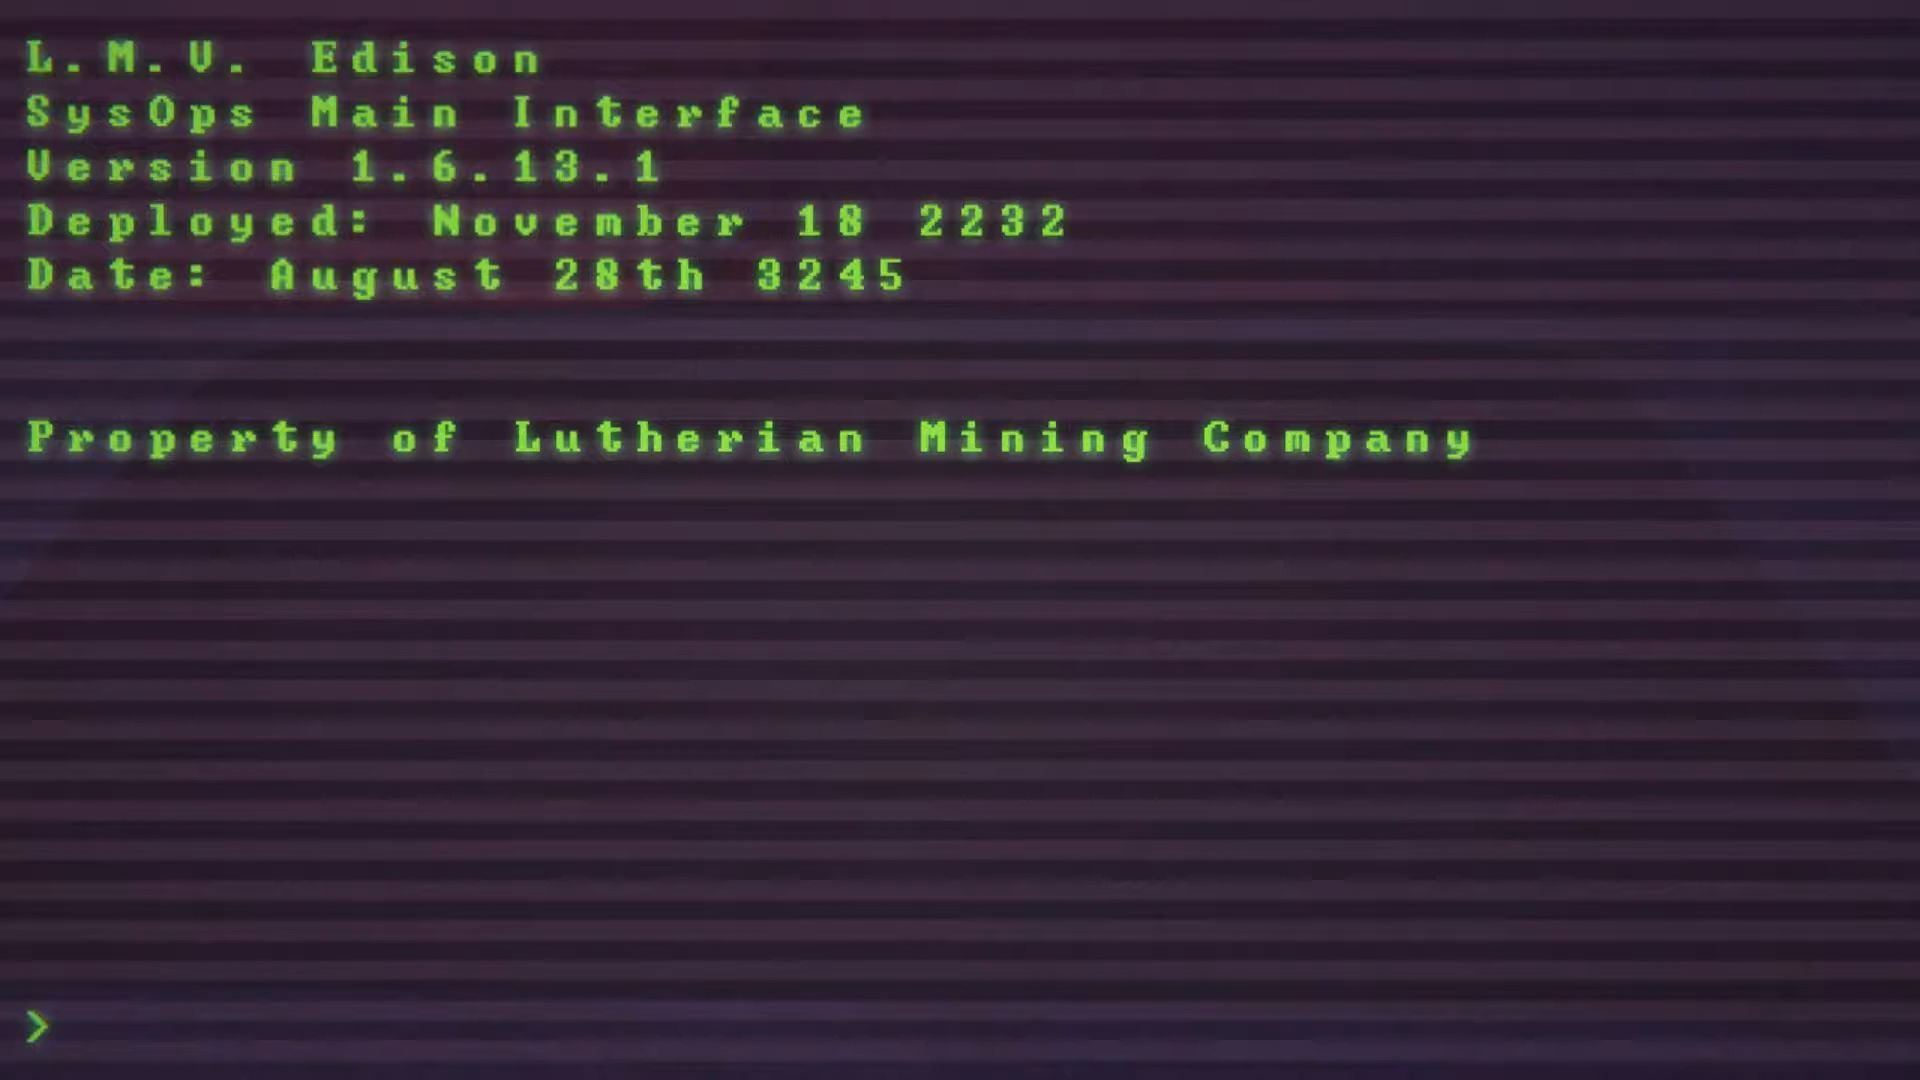 L.M.V. Edison
SysOps Main Interface
Version 1.6.13.1
Deployed: November 18 2232
Date: August 28th 3245
Property of Lutherian Mining Company
>